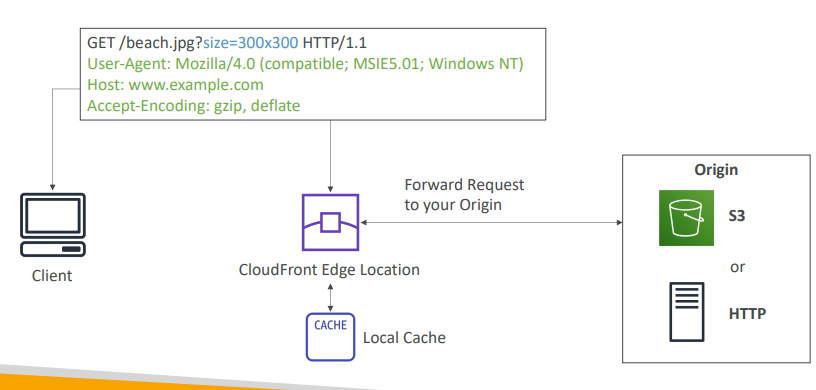 GET /beach.jpg?size=300x300 HTTP/1.1
User-Agent: Mozilla/4.0 (compatible; MSIE5.01; Windows NT)
Host: www.example.com
Accept-Encoding: gzip, deflate
Client
CloudFront Edge Location
CACHE
Local Cache
Forward Request
to your Origin
Origin
S3
or
HTTP